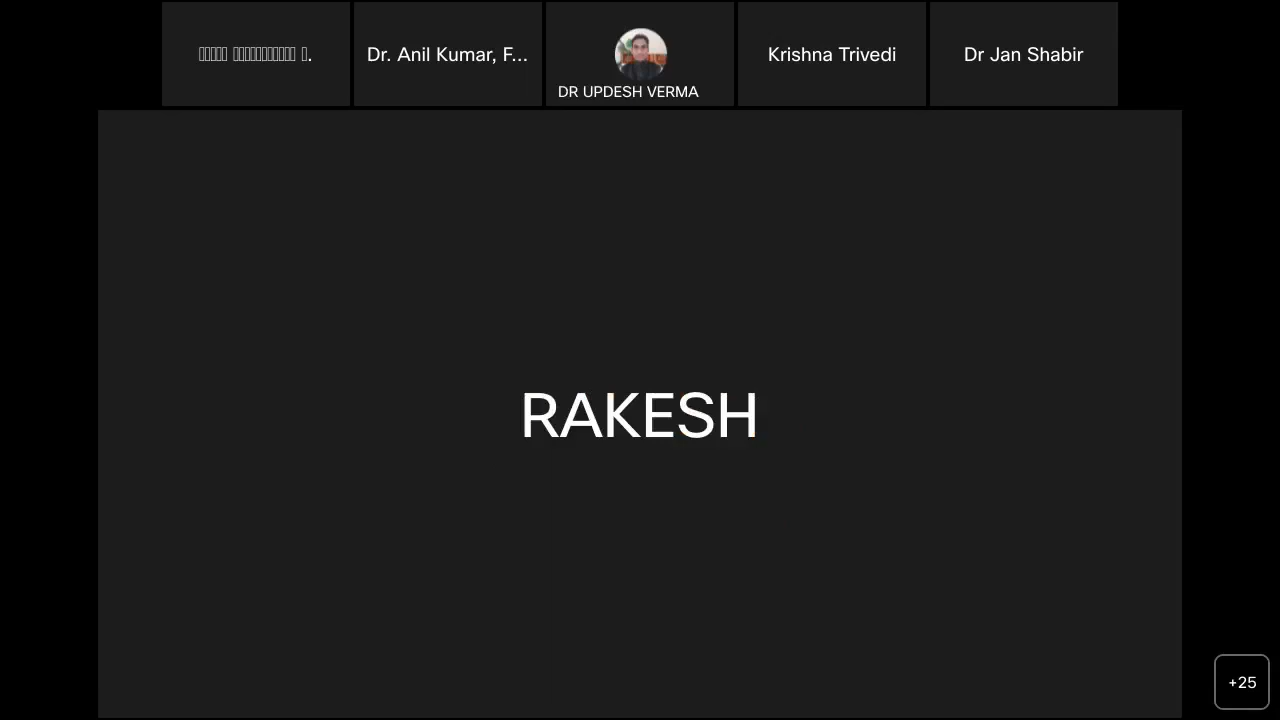 Dr. Anil Kumar, F...
DR UPDESH VERMA
Krishna Trivedi
Dr Jan Shabir
RAKESH
+25